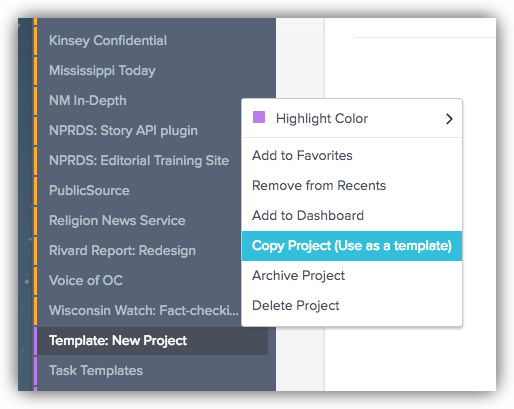 Kinsey Confidential
Mississippi Today
NM In-Depth
NPRDS: Story API plugin
NPRDS: Editorial Training Site
PublicSource
Religion News Service
Rivard Report: Redesign
Voice of OC
Wisconsin Watch: Fact-checki...
Template: New Project
Task Templates
Highlight Color
Add to Favorites
Remove from Recents
Add to Dashboard
Copy Project (Use as a template)
Archive Project
Delete Project